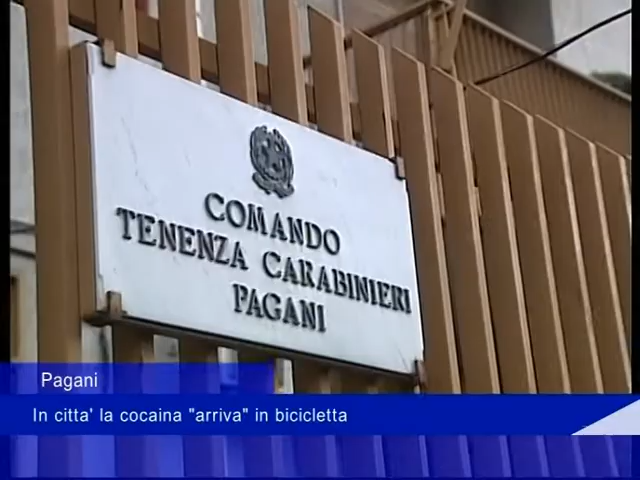 COMANDO
TENENZA CARABINIERI
PAGANI
Pagani
In citta' la cocaina "arriva" in bicicletta